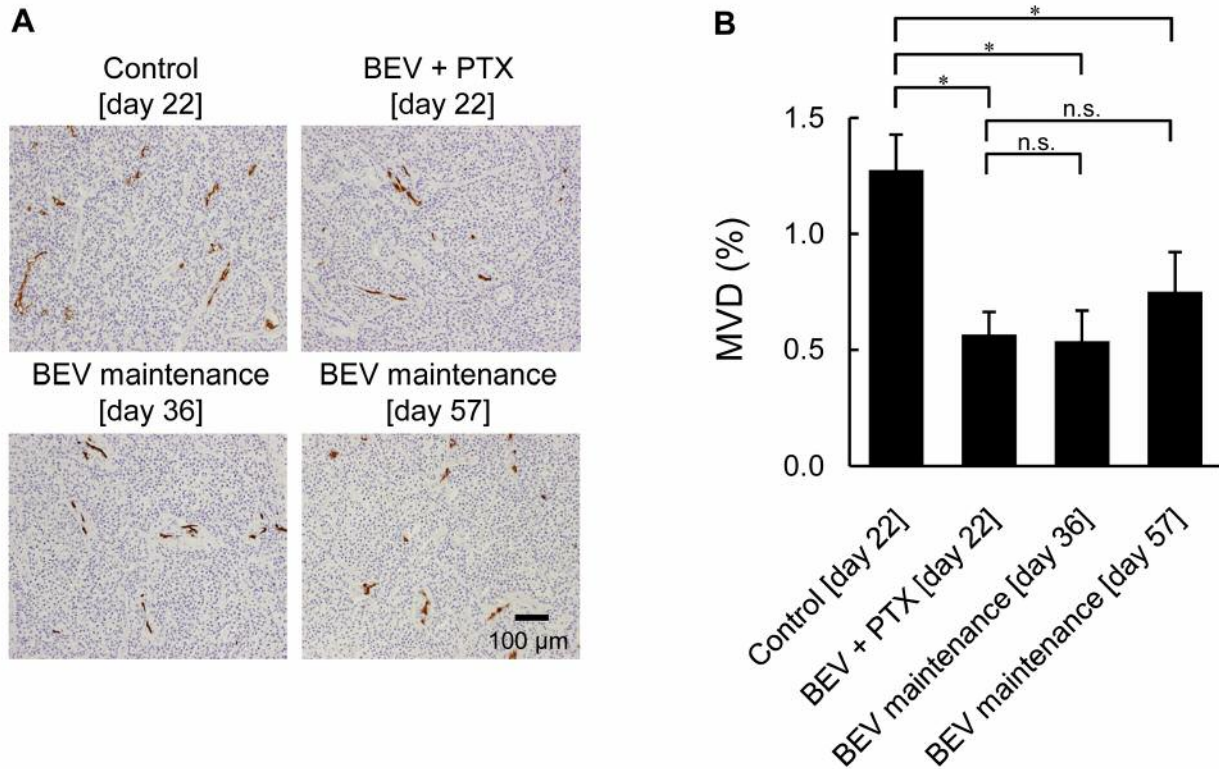 A
Control
[day 22]
BEV + PTX
[day 22]
BEV maintenance
[day 36]
BEV maintenance
[day 57]
100 µm
B
*
*
*
n.s.
n.s.
MVD (%)
1.5
1.0
0.5
0.0
Control [day 22]
BEV + PTX [day 22]
BEV maintenance [day 36]
BEV maintenance [day 57]